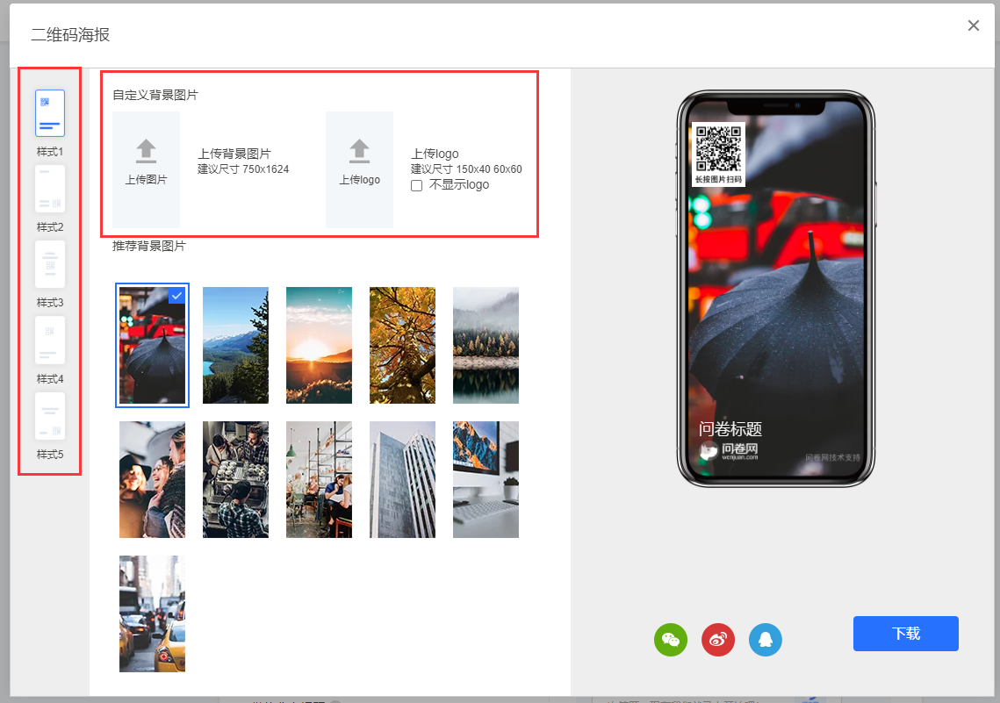 二维码海报
样式1
样式2
样式3
样式4
样式5
自定义背景图片
上传图片
上传背景图片
建议尺寸 750x1624
上传logo
上传logo
建议尺寸 150x40 60x60
不显示logo
推荐背景图片
长按图片扫码
问卷标题
问卷网
wenjuan.com
问卷网技术支持
下载